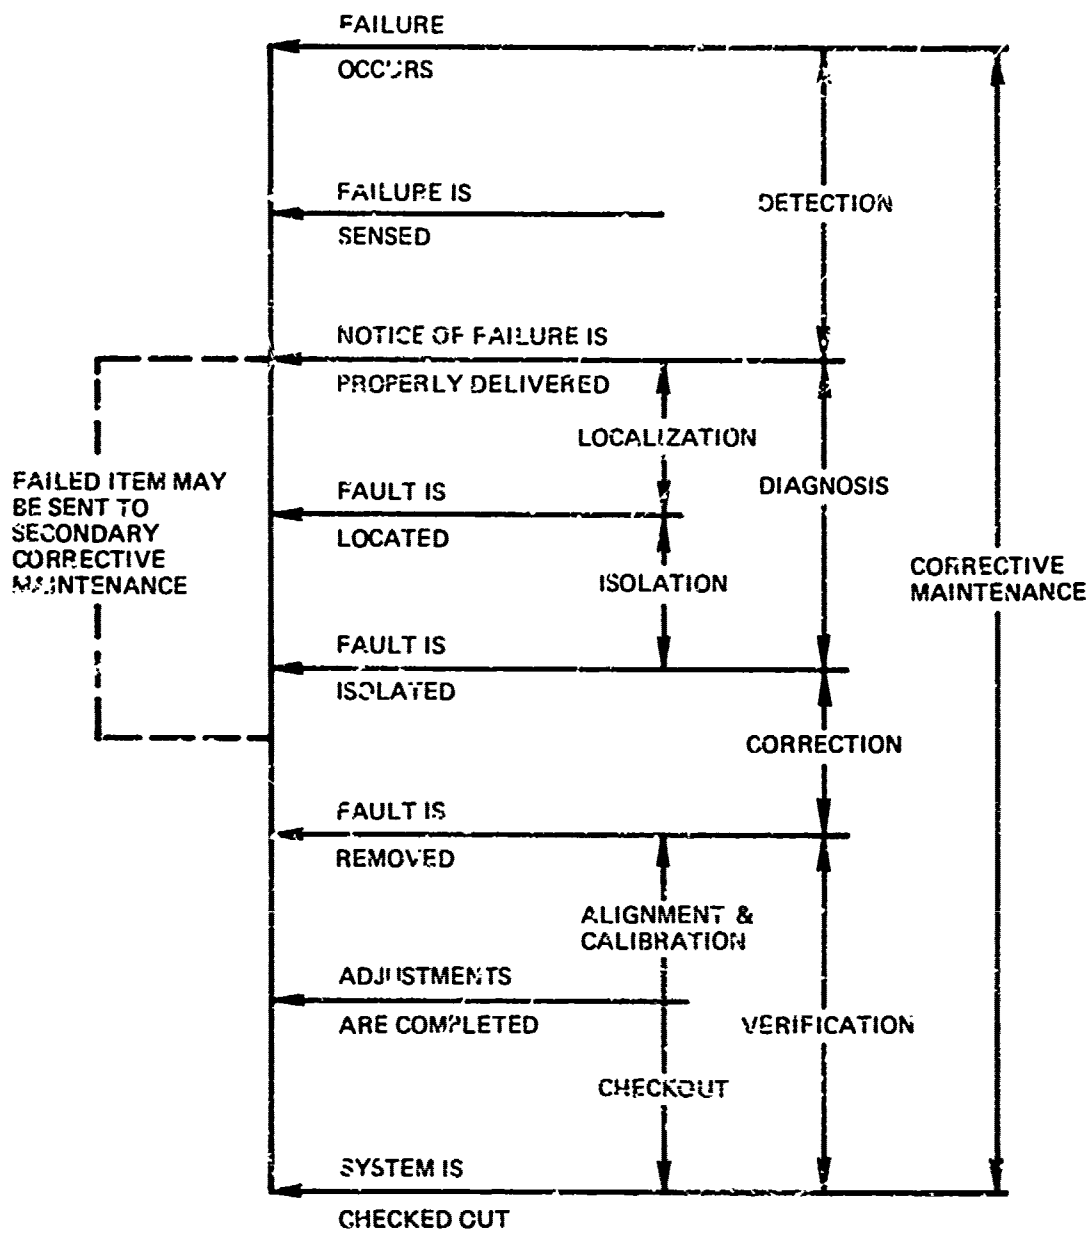 FAILURE
OCCURS
FAILURE IS
SENSED
DETECTION
NOTICE OF FAILURE IS
PROPERLY DELIVERED
LOCALIZATION
FAILED ITEM MAY
BE SENT TO
SECONDARY
CORRECTIVE
MAINTENANCE
FAULT IS
LOCATED
DIAGNOSIS
ISOLATION
CORRECTIVE
MAINTENANCE
FAULT IS
ISOLATED
CORRECTION
FAULT IS
REMOVED
ALIGNMENT &
CALIBRATION
ADJUSTMENTS
ARE COMPLETED
VERIFICATION
CHECKOUT
SYSTEM IS
CHECKED OUT